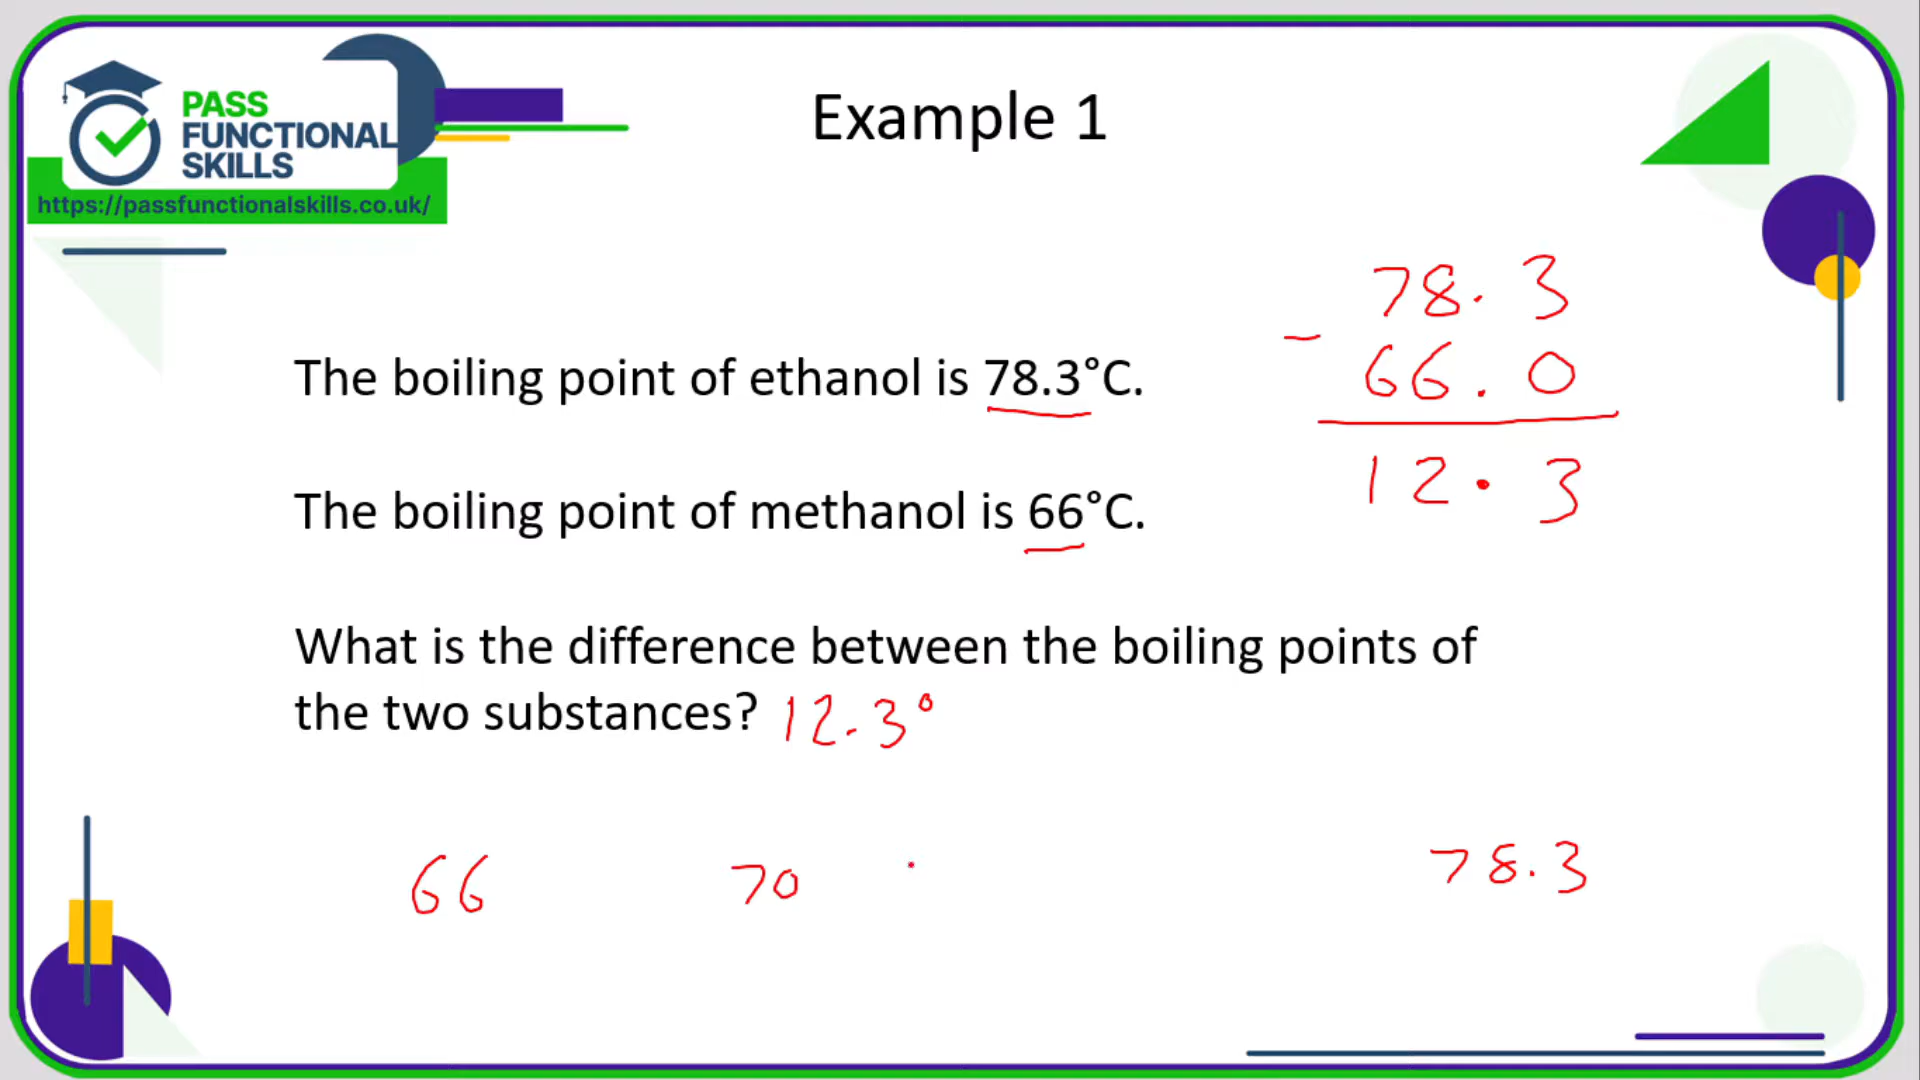 PASS
FUNCTIONAL
SKILLS
https://passfunctionalskills.co.uk/
Example 1
78.3
The boiling point of ethanol is 78.3°C.
- 66.0
12.3
The boiling point of methanol is 66°C.
What is the difference between the boiling points of
the two substances? 12.3°
66 70 78.3